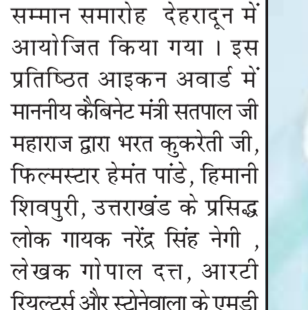 सम्मान समारोह देहरादून में
आयोजित किया गया । इस
प्रतिष्ठित आइकन अवार्ड में
माननीय कैबिनेट मंत्री सतपाल जी
महाराज द्वारा भरत कुकरेती जी,
फिल्मस्टार हेमंत पांडे, हिमानी
शिवपुरी, उत्तराखंड के प्रसिद्ध
लोक गायक नरेंद्र सिंह नेगी ,
लेखक गोपाल दत्त, आरटी
रियल्टर्स और स्टोनेवाला के एमडी